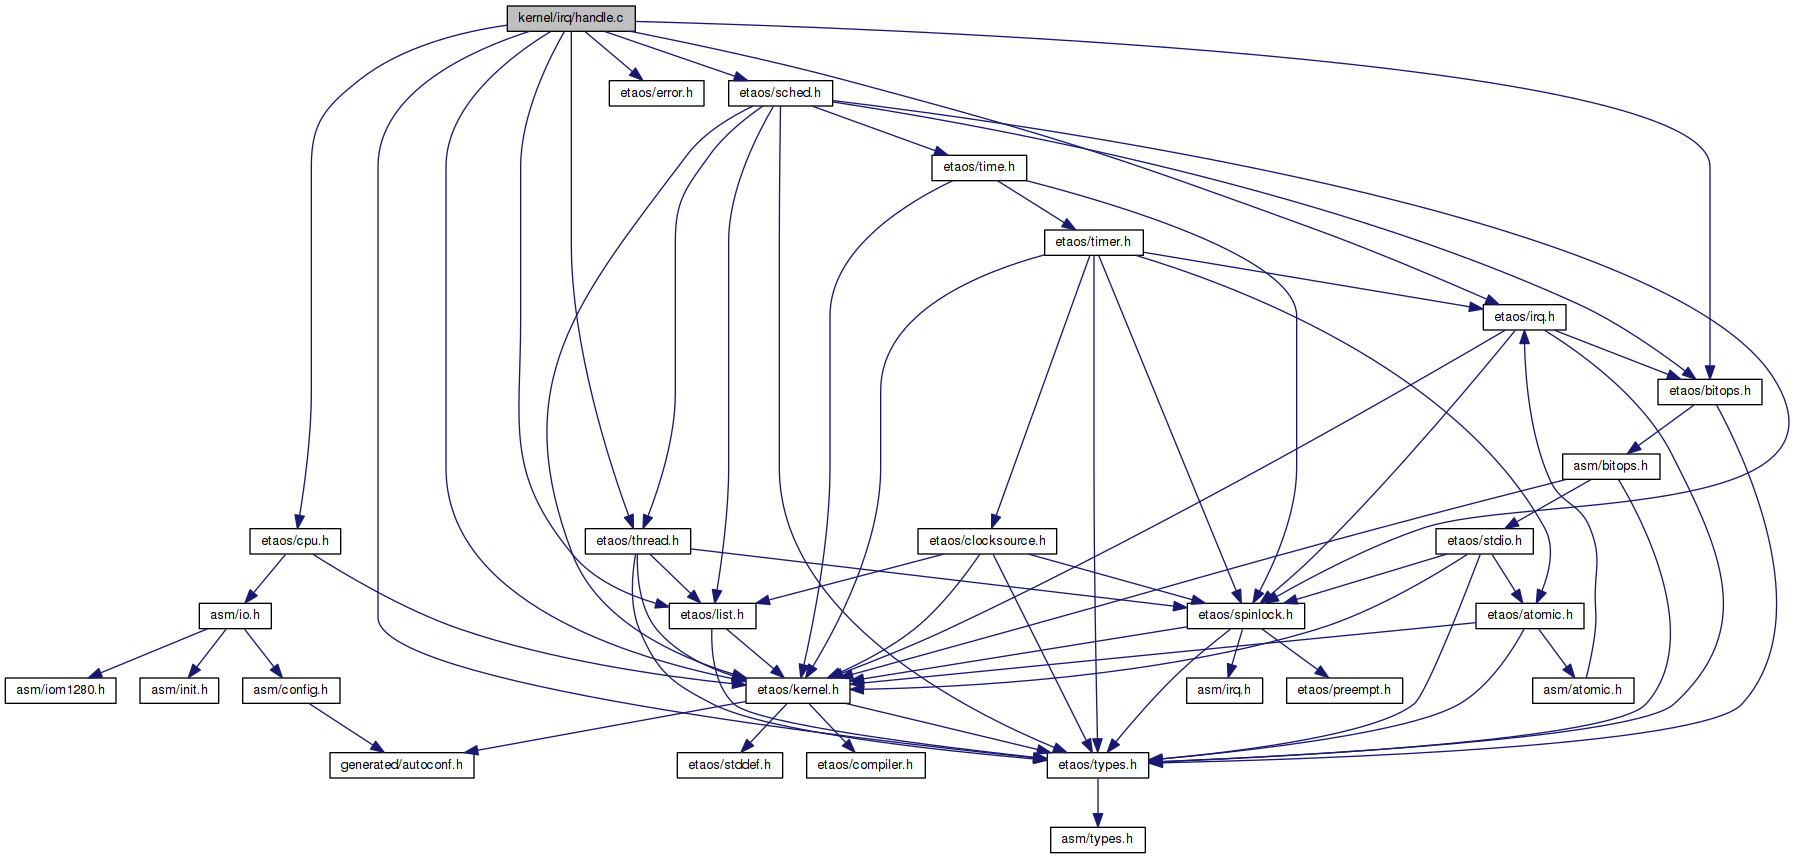 kernel/irq/handle.c
etaos/error.h
etaos/sched.h
etaos/time.h
etaos/timer.h
etaos/irq.h
etaos/bitops.h
asm/bitops.h
etaos/cpu.h
etaos/thread.h
etaos/clocksource.h
etaos/stdio.h
asm/io.h
etaos/list.h
etaos/spinlock.h
etaos/atomic.h
asm/iom1280.h
asm/init.h
asm/config.h
etaos/kernel.h
asm/irq.h
etaos/preempt.h
asm/atomic.h
generated/autoconf.h
etaos/stddef.h
etaos/compiler.h
etaos/types.h
asm/types.h